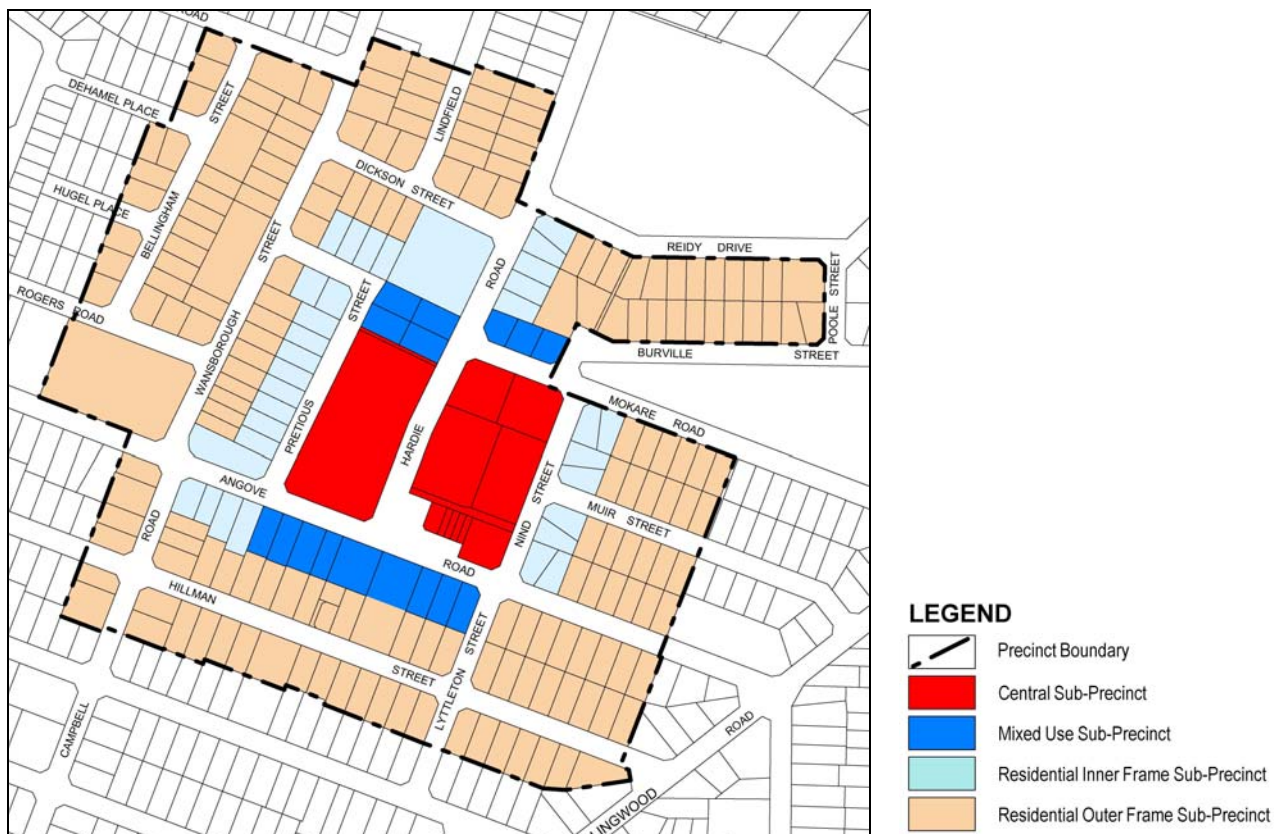 ROAD
DEHAMEL PLACE
STREET
LINDFIELD
DICKSON STREET
HUGEL PLACE
BELLINGHAM
STREET
REIDY DRIVE
ROAD
POOLE STREET
ROGERS ROAD
STREET
WANSBOROUGH
BURVILLE STREET
MOKARE ROAD
PRETIOUS
HARDIE
ANGOVE ROAD
STREET
NIND
MUIR STREET
ROAD
HILLMAN STREET
STREET
LYTTLETON
CAMPBELL
LINGWOOD ROAD
LEGEND
Precinct Boundary
Central Sub-Precinct
Mixed Use Sub-Precinct
Residential Inner Frame Sub-Precinct
Residential Outer Frame Sub-Precinct